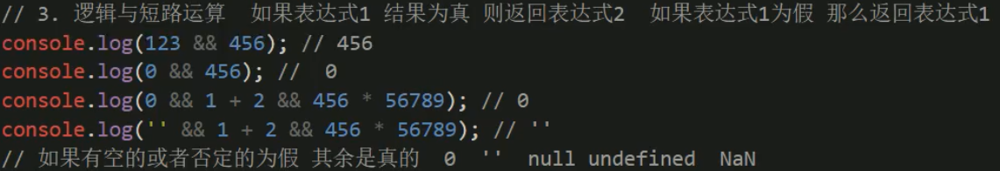 // 3. 逻辑与短路运算  如果表达式1 结果为真 则返回表达式2  如果表达式1为假 那么返回表达式1
console.log(123 && 456); // 456
console.log(0 && 456); //  0
console.log(0 && 1 + 2 && 456 * 56789); // 0
console.log('' && 1 + 2 && 456 * 56789); // ''
// 如果有空的或者否定的为假 其余是真的  0  ''  null undefined  NaN